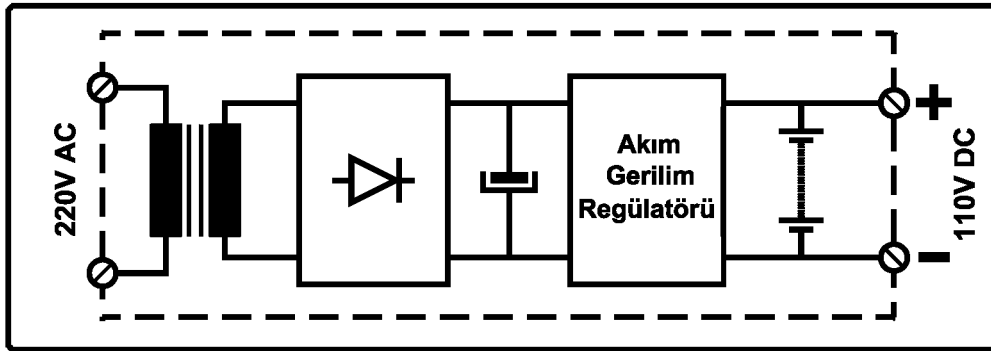 220V AC
Akım
Gerilim
Regülatörü
+
−
110V DC